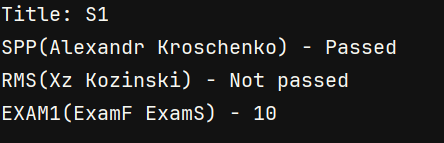 Title: S1
SPP(Alexandr Kroschenko) - Passed
RMS(Xz Kozinski) - Not passed
EXAM1(ExamF ExamS) - 10